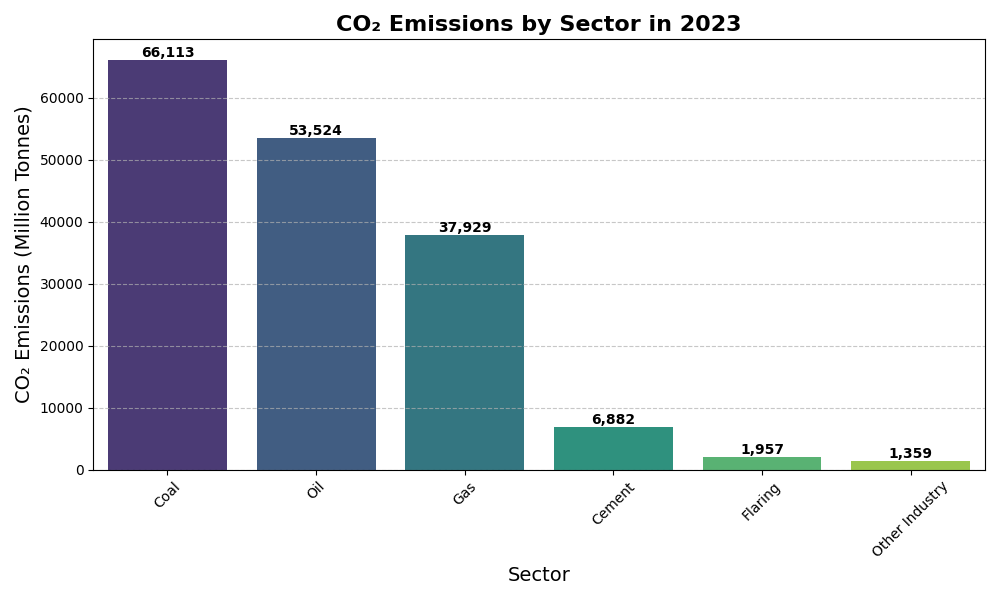 CO₂ Emissions by Sector in 2023
CO₂ Emissions (Million Tonnes)
60000
50000
40000
30000
20000
10000
0
66,113
53,524
37,929
6,882
1,957
1,359
Coal
Oil
Gas
Cement
Flaring
Other Industry
Sector